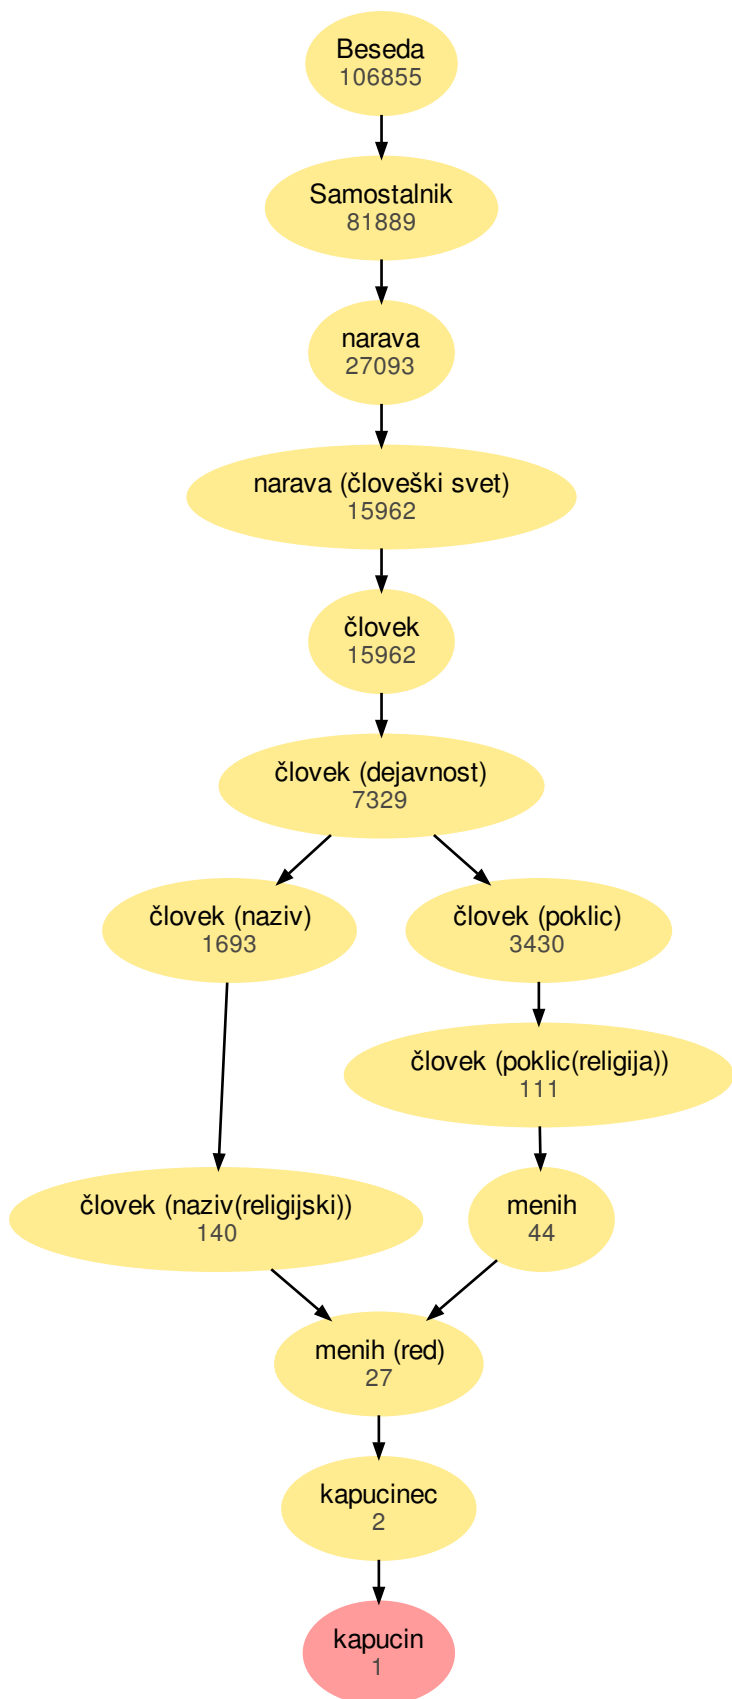 Beseda
106855
Samostalnik
81889
narava
27093
narava (človeški svet)
15962
človek
15962
človek (dejavnost)
7329
človek (naziv)
1693
človek (poklic)
3430
človek (poklic(religija))
111
človek (naziv(religijski))
140
menih
44
menih (red)
27
kapucinec
2
kapucin
1